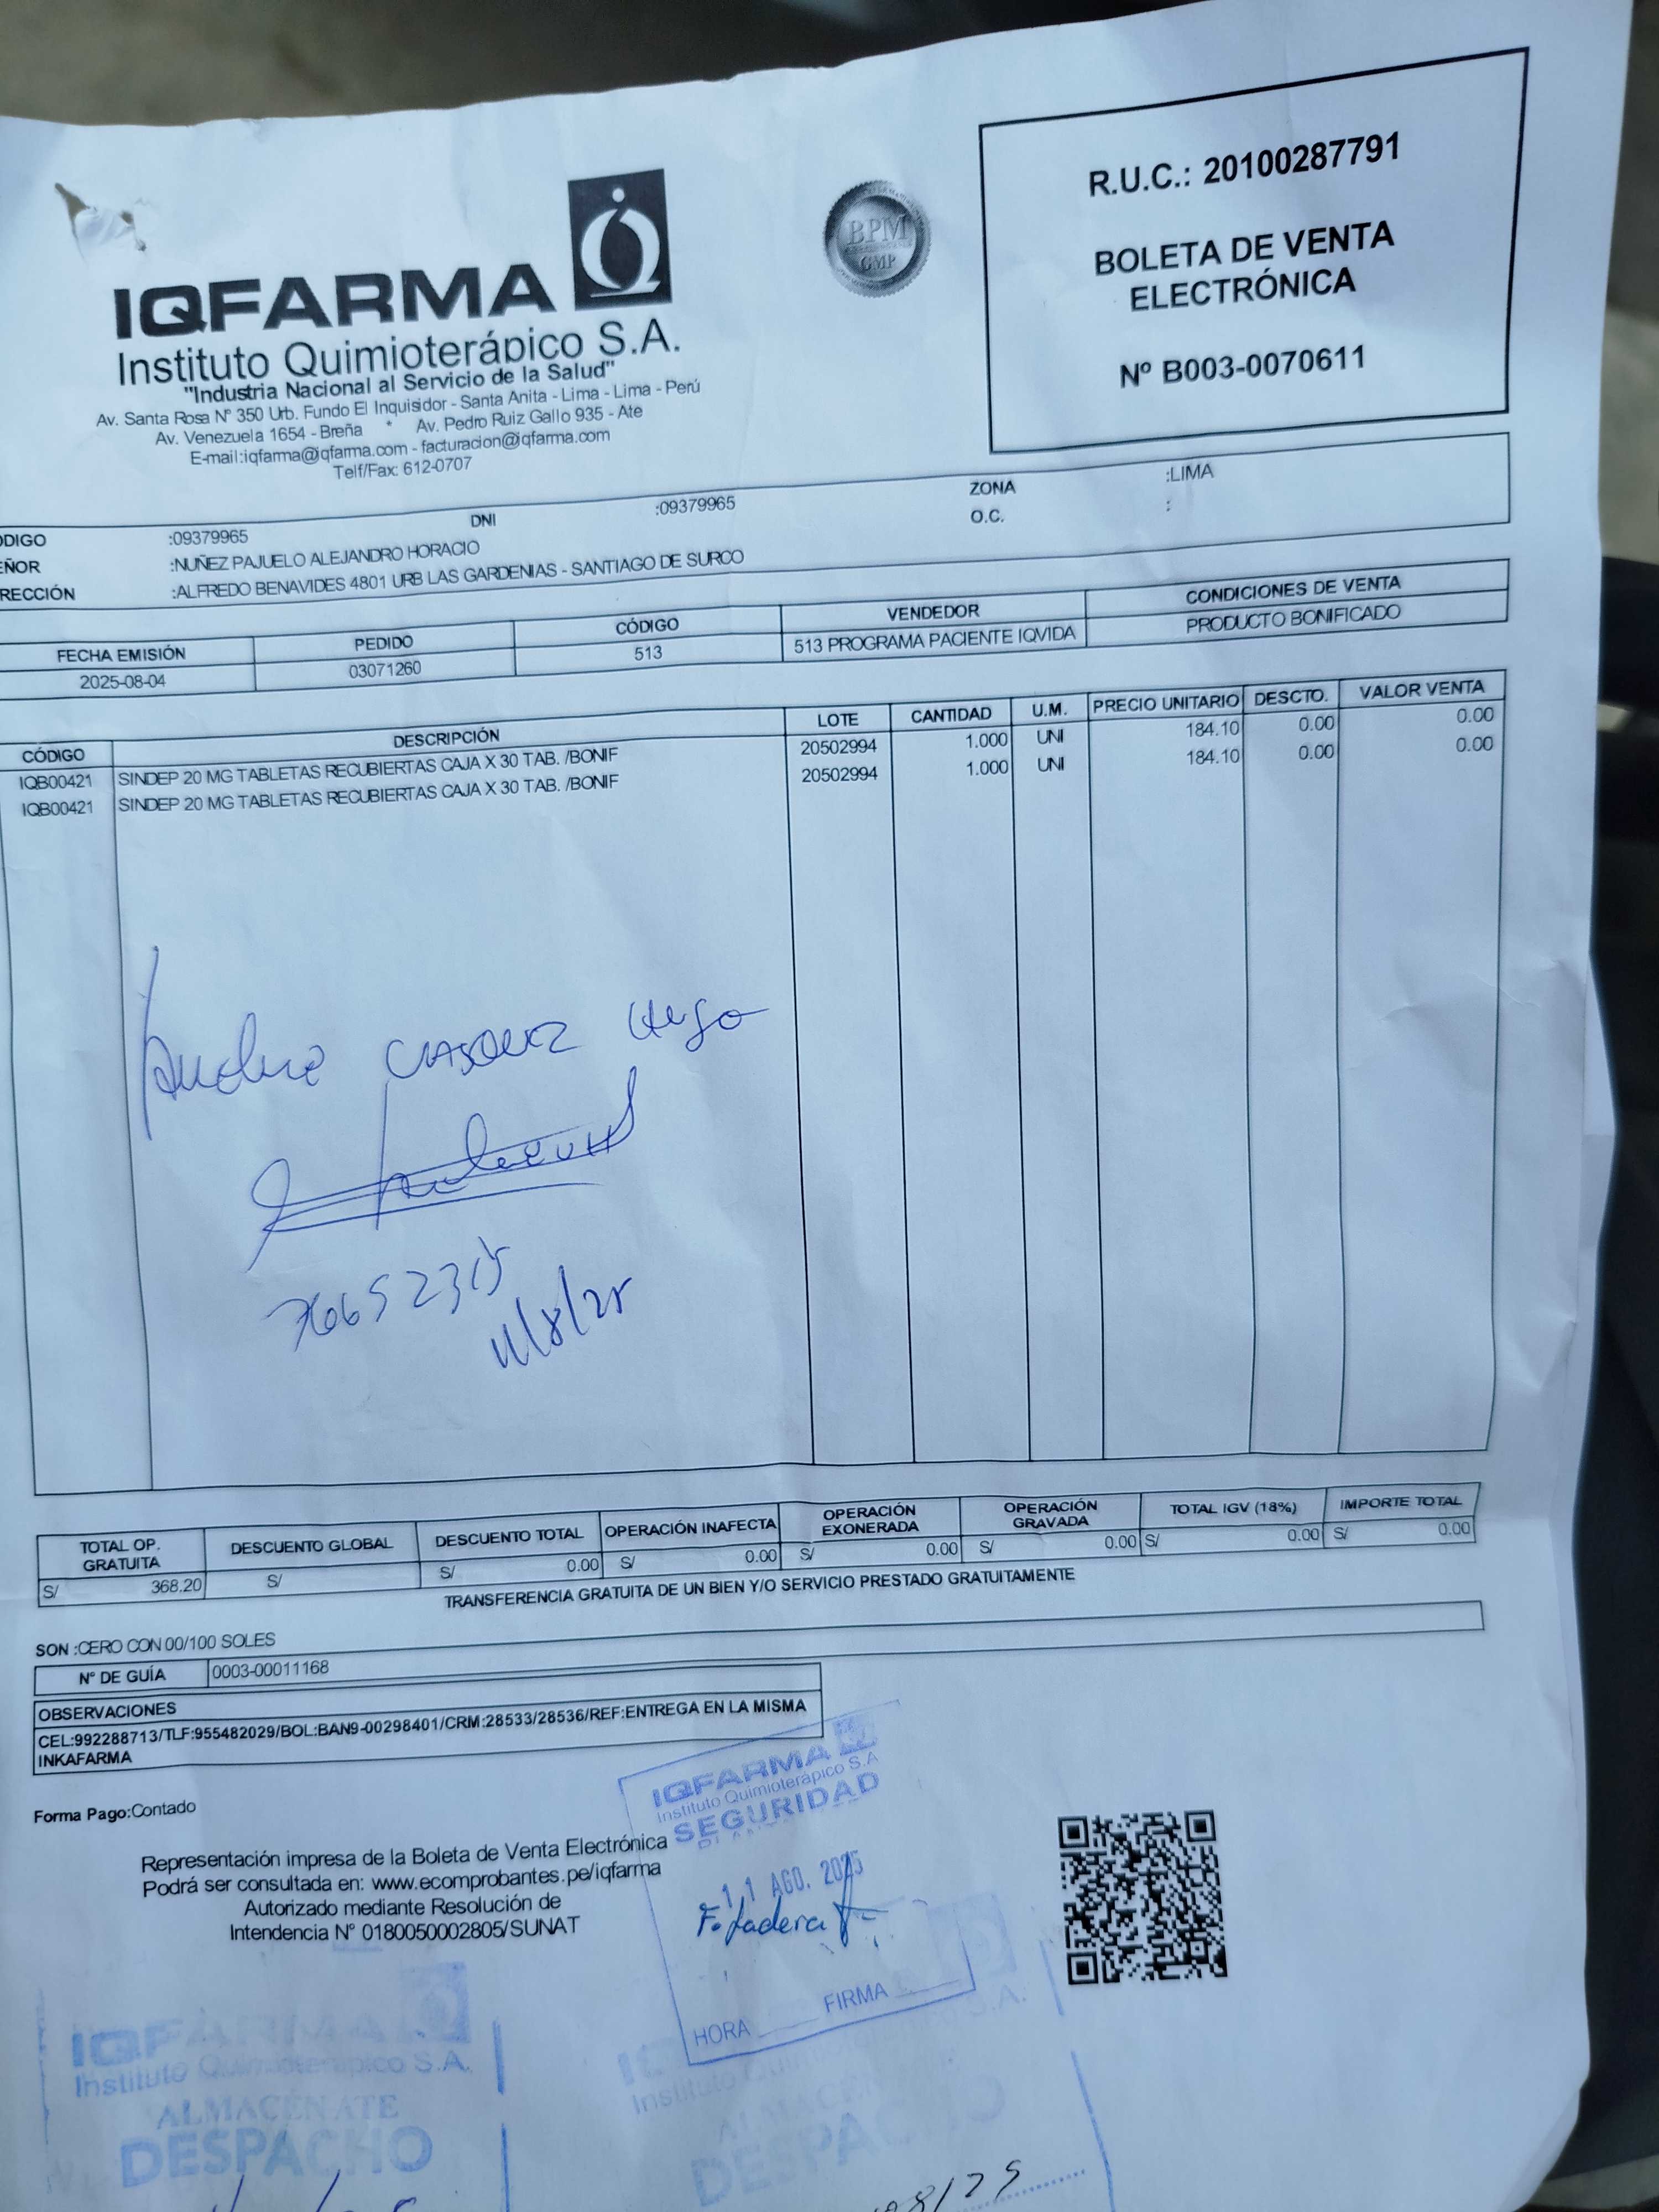 IQFARMA
Instituto Quimioterápico S.A.
"Industria Nacional al Servicio de la Salud"
Av. Santa Rosa Nº 350 Urb. Fundo El Inquisidor - Santa Anita - Lima - Lima - Perú
Av. Venezuela 1654 - Breña * Av. Pedro Ruiz Gallo 935 - Ate
E-mail:iqfarma@iqfarma.com - facturacion@iqfarma.com
Telf/Fax: 612-0707
BPM
GMP
R.U.C.: 20100287791
BOLETA DE VENTA
ELECTRÓNICA
Nº B003-0070611
ÓDIGO :09379965 DNI :09379965 ZONA :LIMA
EÑOR :NUÑEZ PAJUELO ALEJANDRO HORACIO O.C. :
RECCIÓN :ALFREDO BENAVIDES 4801 URB LAS GARDENIAS - SANTIAGO DE SURCO
FECHA EMISIÓN PEDIDO CÓDIGO VENDEDOR CONDICIONES DE VENTA
2025-08-04 03071260 513 513 PROGRAMA PACIENTE IQVIDA PRODUCTO BONIFICADO
CÓDIGO DESCRIPCIÓN LOTE CANTIDAD U.M. PRECIO UNITARIO DESCTO. VALOR VENTA
IQB00421 SINDEP 20 MG TABLETAS RECUBIERTAS CAJA X 30 TAB. /BONIF 20502994 1.000 UNI 184.10 0.00 0.00
IQB00421 SINDEP 20 MG TABLETAS RECUBIERTAS CAJA X 30 TAB. /BONIF 20502994 1.000 UNI 184.10 0.00 0.00
Vasquez Hugo
11/8/25
TOTAL OP. GRATUITA DESCUENTO GLOBAL DESCUENTO TOTAL OPERACIÓN INAFECTA OPERACIÓN EXONERADA OPERACIÓN GRAVADA TOTAL IGV (18%) IMPORTE TOTAL
S/ 368.20 S/ S/ 0.00 S/ 0.00 S/ 0.00 S/ 0.00 S/ 0.00 S/ 0.00
TRANSFERENCIA GRATUITA DE UN BIEN Y/O SERVICIO PRESTADO GRATUITAMENTE
SON :CERO CON 00/100 SOLES
Nº DE GUÍA 0003-00011168
OBSERVACIONES
CEL:992288713/TLF:955482029/BOL:BAN9-00298401/CRM:28533/28536/REF:ENTREGA EN LA MISMA
INKAFARMA
Forma Pago:Contado
Representación impresa de la Boleta de Venta Electrónica
Podrá ser consultada en: www.ecomprobantes.pe/iqfarma
Autorizado mediante Resolución de
Intendencia Nº 0180050002805/SUNAT
IQFARMA
Instituto Quimioterápico S.A
SEGURIDAD
11 AGO. 2025
F. Ladera
HORA FIRMA
IQFARMA
Instituto Quimioterápico S.A.
ALMACÉN ATE
DESPACHO
Instituto
DESPACHO